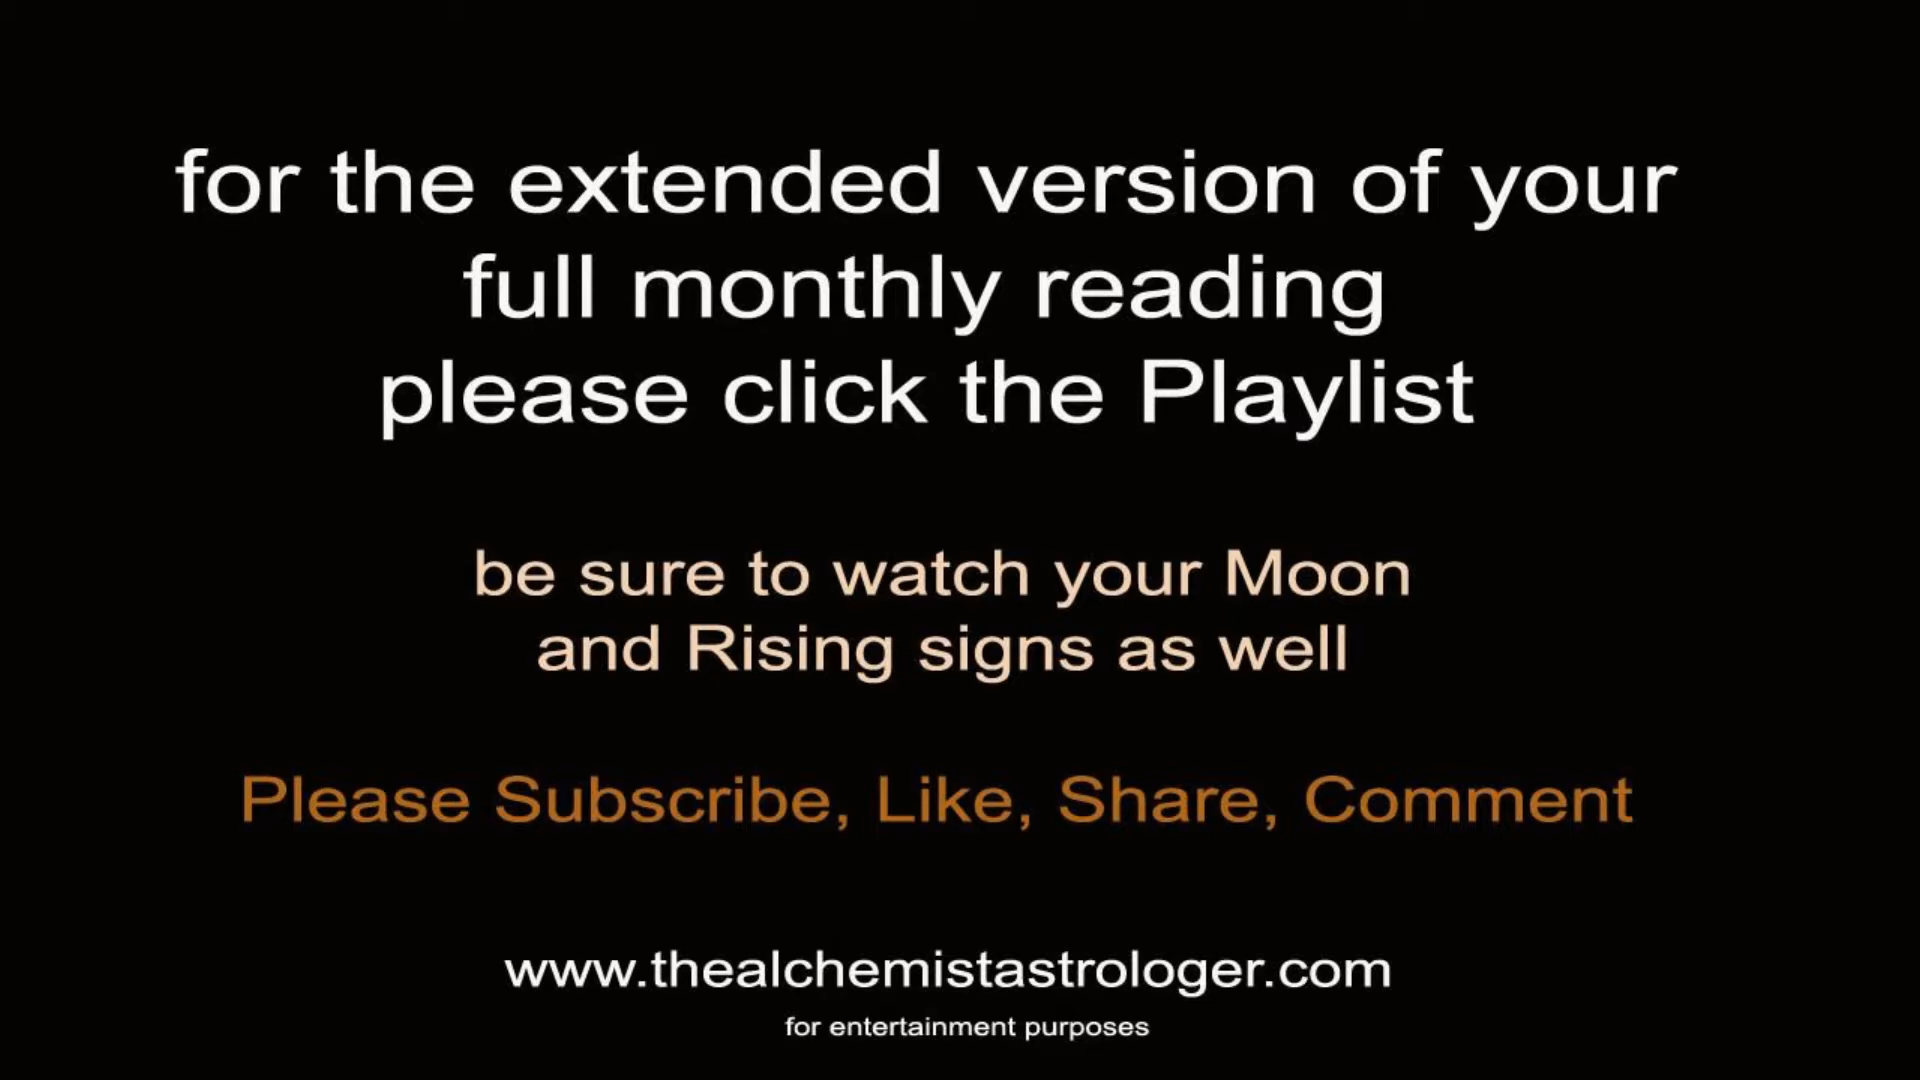 for the extended version of your
full monthly reading
please click the Playlist
be sure to watch your Moon
and Rising signs as well
Please Subscribe, Like, Share, Comment
www.thealchemistastrologer.com
for entertainment purposes